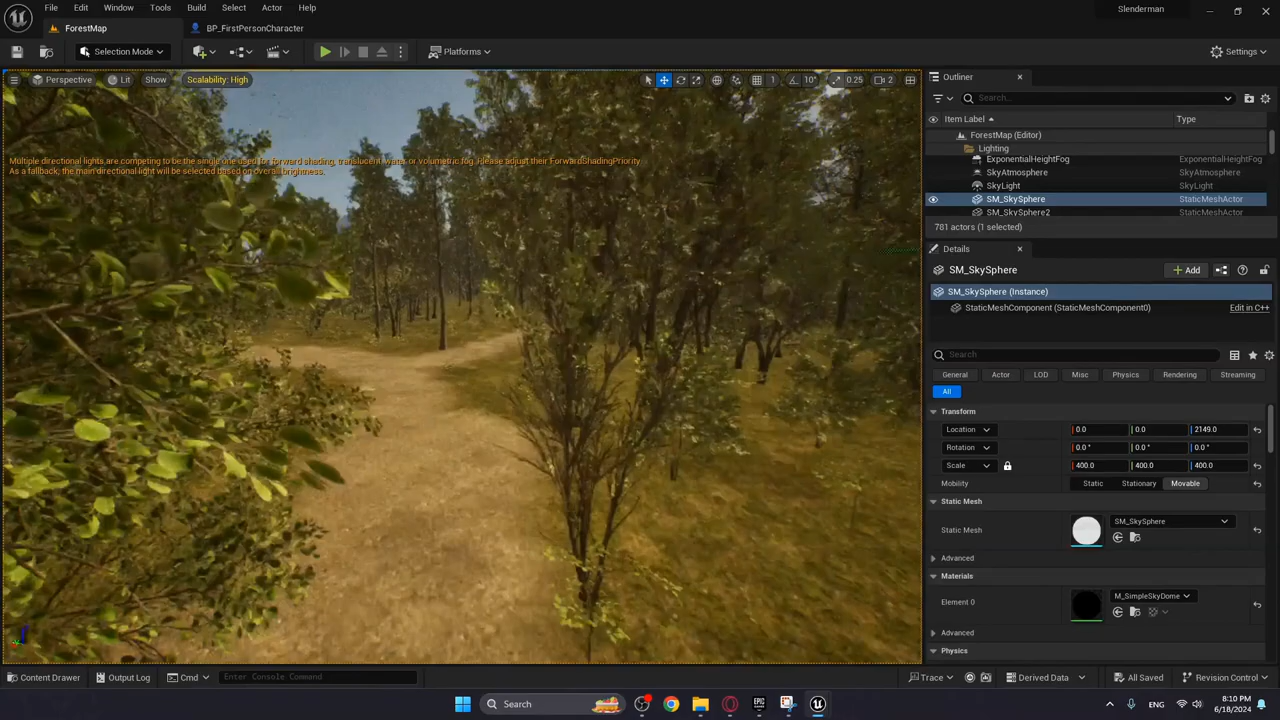 File Edit Window Tools Build Select Actor Help
Slenderman
ForestMap
BP_FirstPersonCharacter
Selection Mode
Platforms
Settings
Perspective Lit Show Scalability: High
1 10° 0.25 2
Multiple directional lights are competing to be the single one used for forward shading, translucent, water or volumetric fog. Please adjust their ForwardShadingPriority
As a fallback, the main directional light will be selected based on overall brightness.
Outliner
Search...
Item Label Type
ForestMap (Editor)
Lighting
ExponentialHeightFog ExponentialHeightFog
SkyAtmosphere SkyAtmosphere
SkyLight SkyLight
SM_SkySphere StaticMeshActor
SM_SkySphere2 StaticMeshActor
781 actors (1 selected)
Details
SM_SkySphere
Add
SM_SkySphere (Instance)
StaticMeshComponent (StaticMeshComponent0) Edit in C++
Search
General Actor LOD Misc Physics Rendering Streaming
All
Transform
Location 0.0 0.0 2149.0
Rotation 0.0 ° 0.0 ° 0.0 °
Scale 400.0 400.0 400.0
Mobility Static Stationary Movable
Static Mesh
Static Mesh SM_SkySphere
Advanced
Materials
Element 0 M_SimpleSkyDome
Advanced
Physics
Content Drawer Output Log Cmd Enter Console Command
Trace Derived Data All Saved Revision Control
Search
6:10 PM
6/18/2024